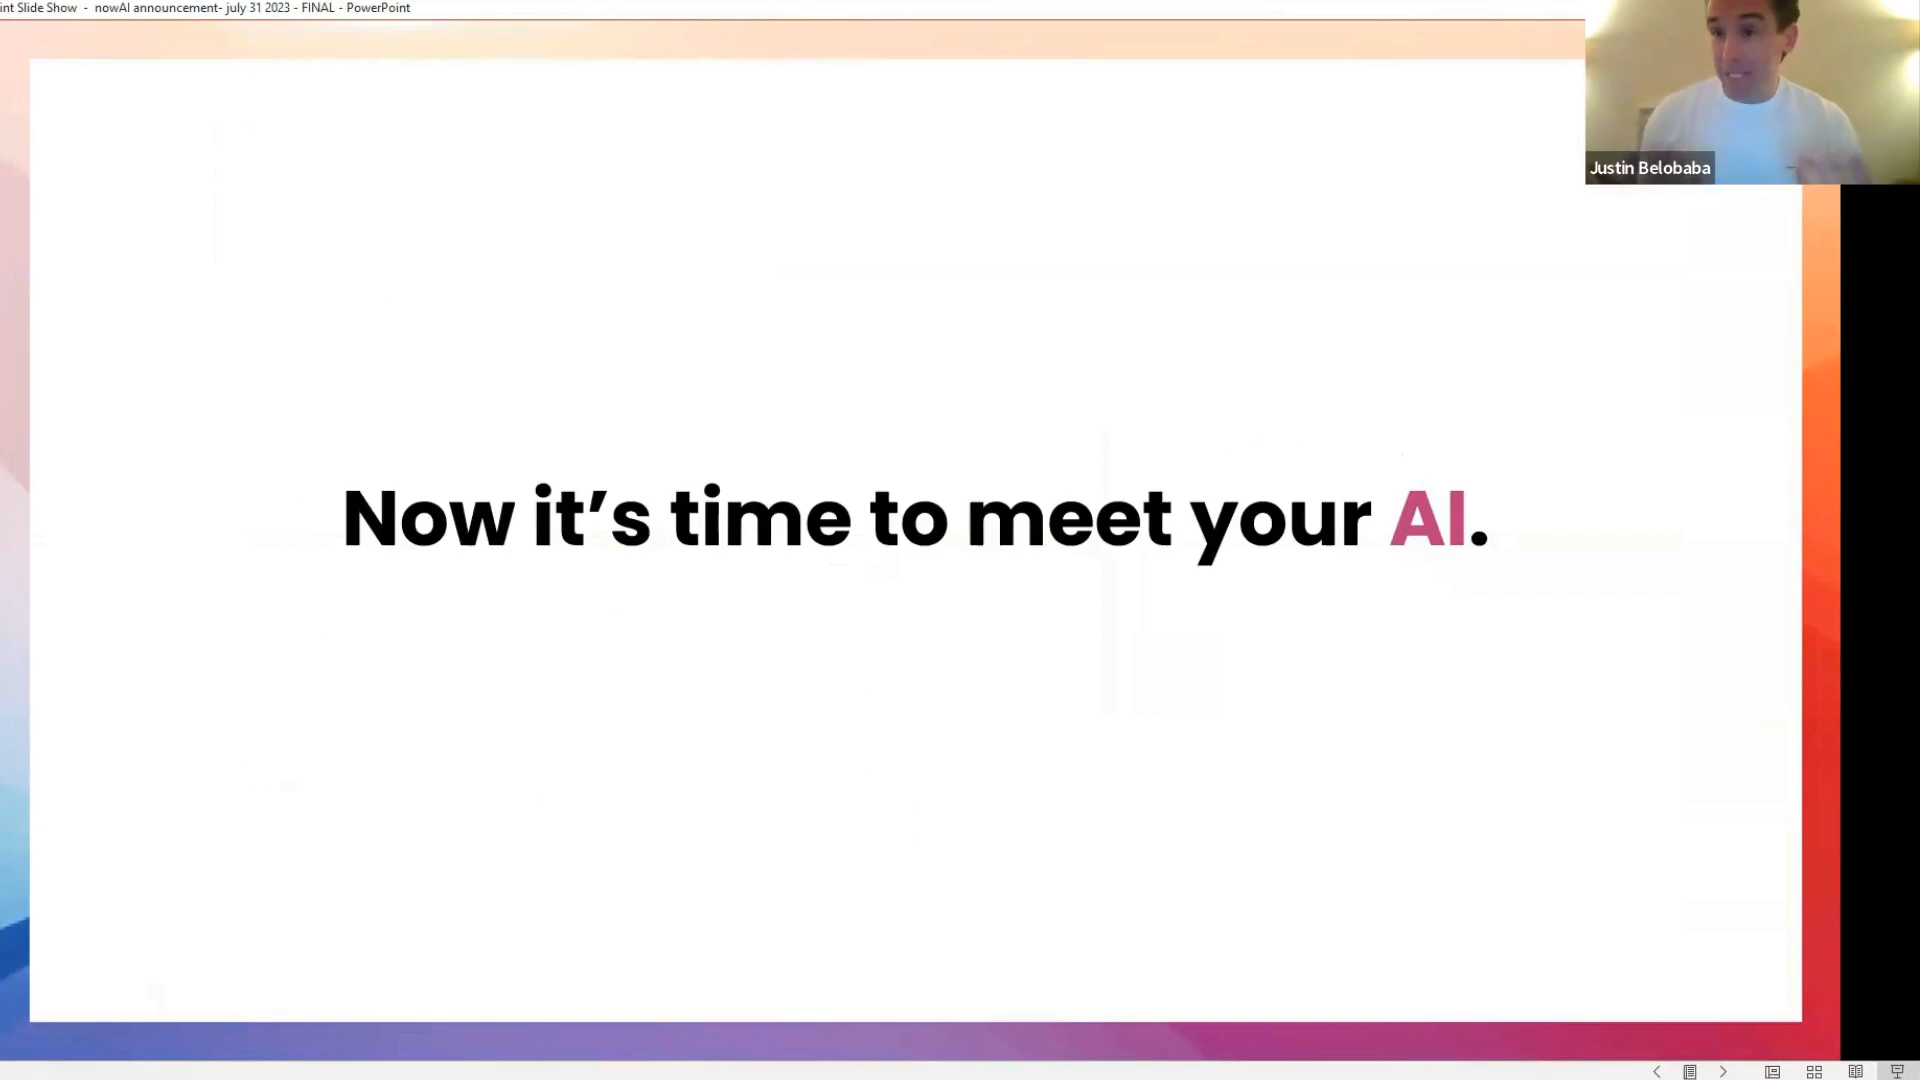 int Slide Show - nowAI announcement- july 31 2023 - FINAL - PowerPoint
Justin Belobaba
Now it’s time to meet your AI.